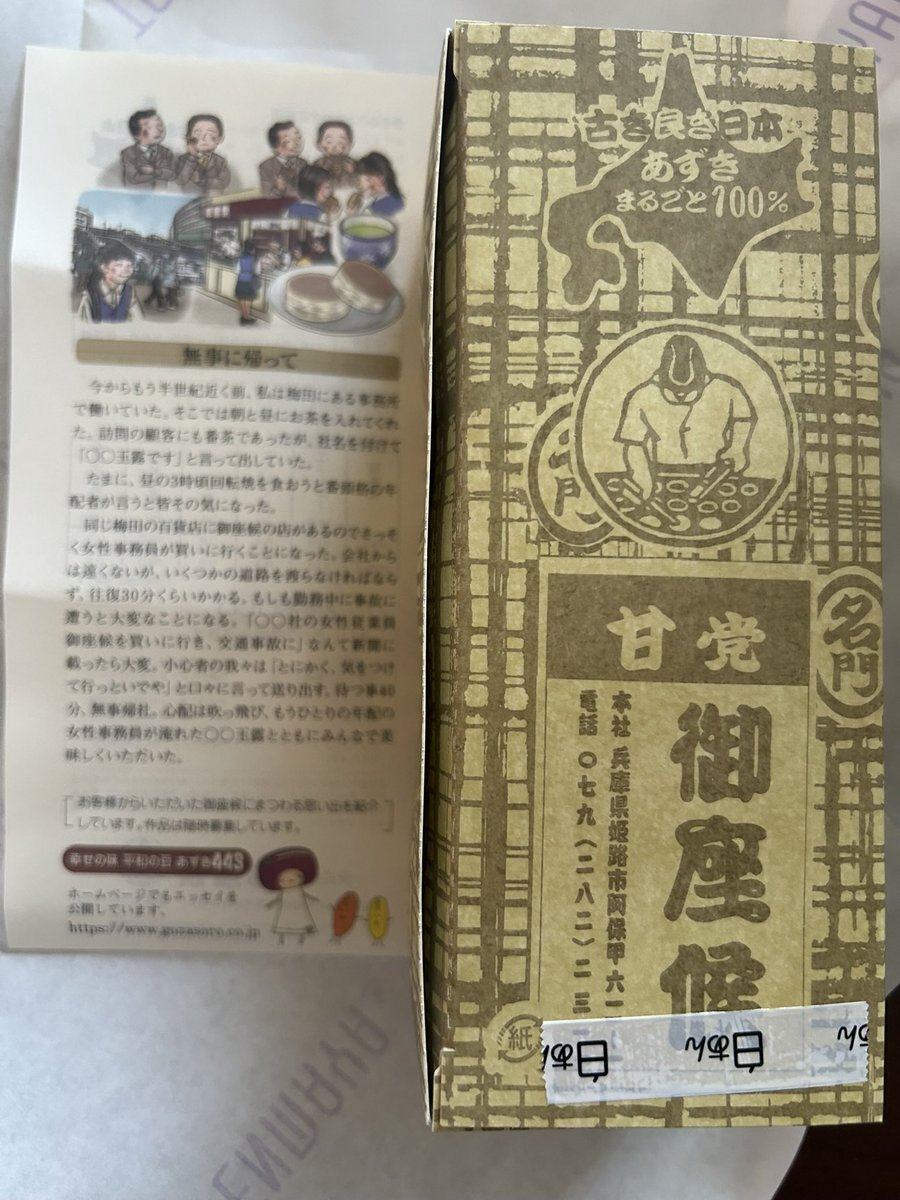 無事に帰って
今からもう半世紀近く前、私は梅田にある事務所
で働いていた。そこでは朝と昼にお茶を入れてくれ
た。訪問の顧客にも番茶であったが、社名を付けて
「〇〇玉露です」と言って出していた。
たまに、昼の3時頃回転焼を食おうと番頭格の年
配者が言うと皆その気になった。
同じ梅田の百貨店に御座候の店があるのでさっそ
く女性事務員が買いに行くことになった。会社から
は遠くないが、いくつかの道路を渡らなければなら
ず、往復30分くらいかかる。もしも勤務中に事故に
遭うと大変なことになる。「〇〇社の女性従業員
御座候を買いに行き、交通事故に」なんて新聞に
載ったら大変。小心者の我々は「とにかく、気をつけ
て行っといでや」と口々に言って送り出す。待つ事40
分、無事帰社。心配は吹っ飛び、もうひとりの年配の
女性事務員が淹れた〇〇玉露とともにみんなで美
味しくいただいた。
お客様からいただいた御座候にまつわる思い出を紹介
しています。作品は随時募集しています。
幸せの味 平和の豆 あずき443
ホームページでもエッセイを
公開しています。
https://www.gozasoro.co.jp
古き良き日本
あずき
まるごと100%
名門
甘党
御座候
本社 兵庫県姫路市阿保甲六一
電話 〇七九(二八二)二三
名門
紙
白あん
白あん